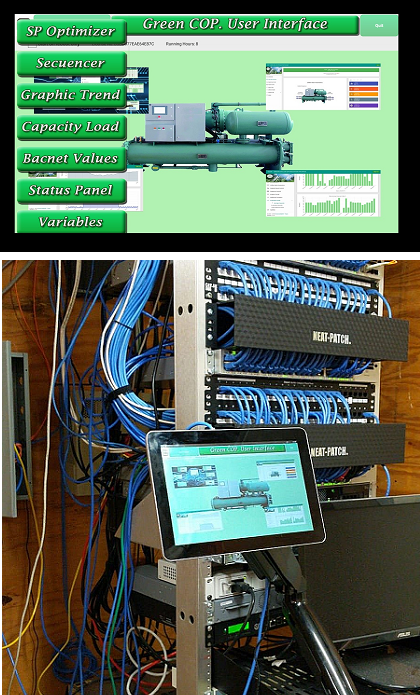 Green COP. User Interface
Quit
SP Optimizer
77EAE64E87C Running Hours: 8
Secuencer
Graphic Trend
Capacity Load
Bacnet Values
Status Panel
Variables
NEAT-PATCH.
NEAT-PATCH.
Green COP. User Interface
ASUS